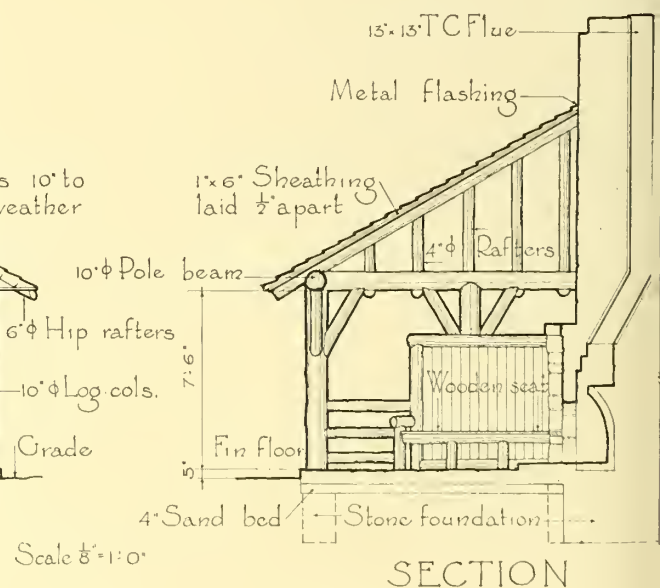 13"×13" T C Flue
Metal flashing
s 10" to
weather
1"×6" Sheathing
laid ½" apart
4"ϕ Rafters
10"ϕ Pole beam
6"ϕ Hip rafters
7'-6"
10"ϕ Log cols.
Wooden seat
Grade
Fin floor
5"
4" Sand bed
Stone foundation
Scale ⅛"=1'-0"
SECTION